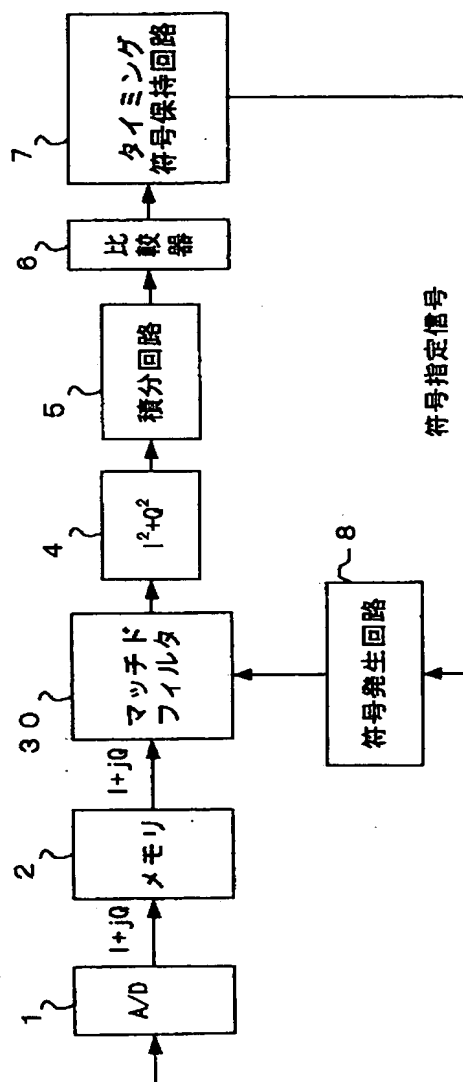 1
A/D
I+jQ
2
メモリ
I+jQ
30
マッチド
フィルタ
4
I²+Q²
5
積分回路
6
比較器
7
タイミング
符号保持回路
8
符号発生回路
符号指定信号